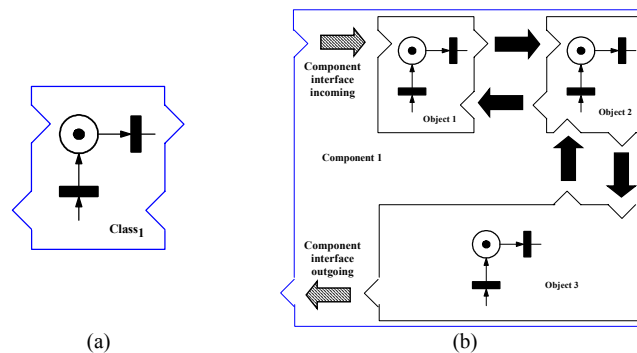 Component
interface
incoming
Object 1
Object 2
Component 1
Class1
Component
interface
outgoing
Object 3
(a)
(b)